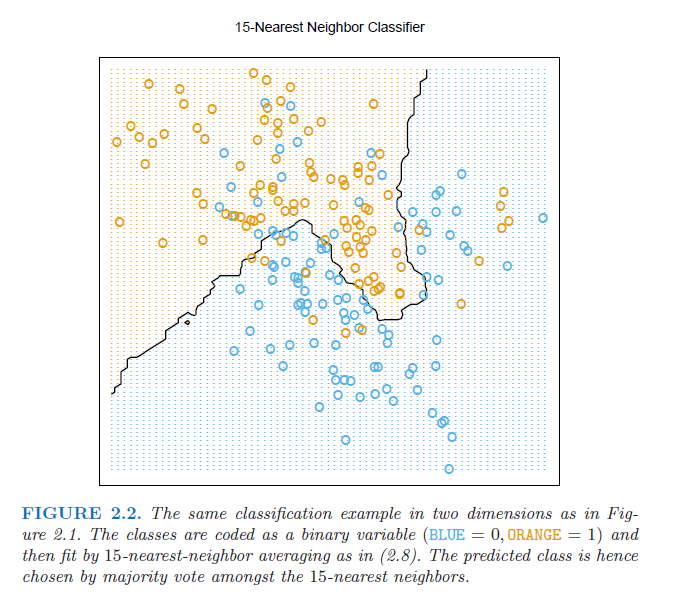 15-Nearest Neighbor Classifier
FIGURE 2.2. The same classification example in two dimensions as in Fig-
ure 2.1. The classes are coded as a binary variable (BLUE = 0, ORANGE = 1) and
then fit by 15-nearest-neighbor averaging as in (2.8). The predicted class is hence
chosen by majority vote amongst the 15-nearest neighbors.